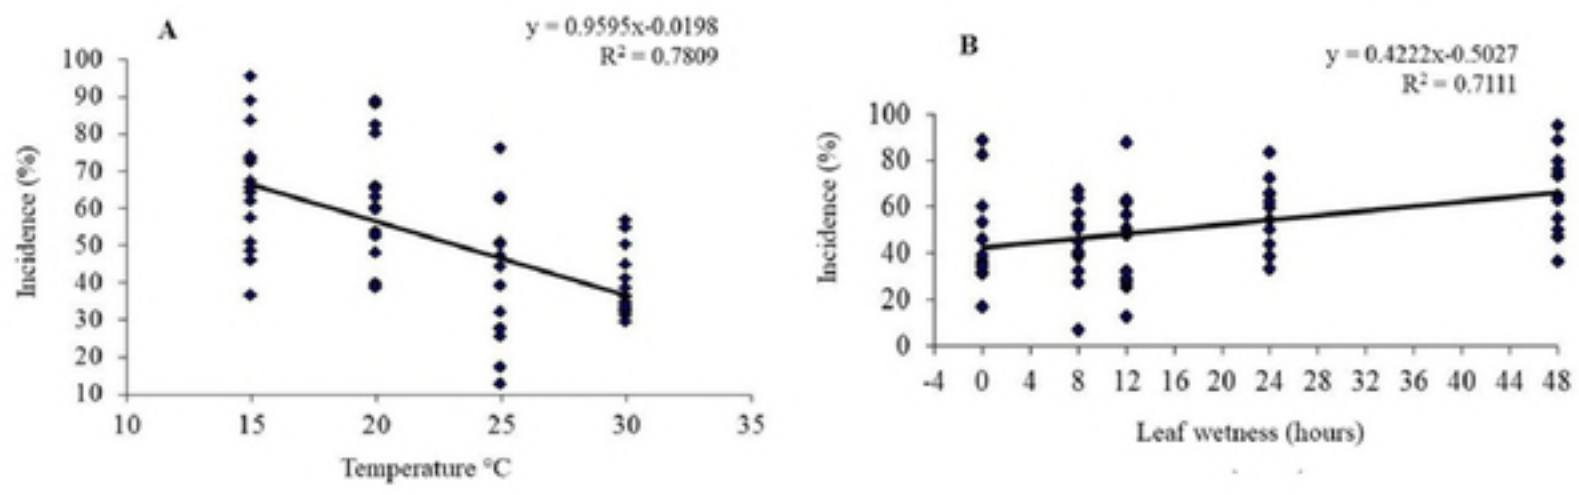 A
y = 0.9595x-0.0198
R² = 0.7809
100
90
80
70
60
50
40
30
20
10
Incidence (%)
10 15 20 25 30 35
Temperature °C
B
y = 0.4222x-0.5027
R² = 0.7111
100
80
60
40
20
0
Incidence (%)
-4 0 4 8 12 16 20 24 28 32 36 40 44 48
Leaf wetness (hours)